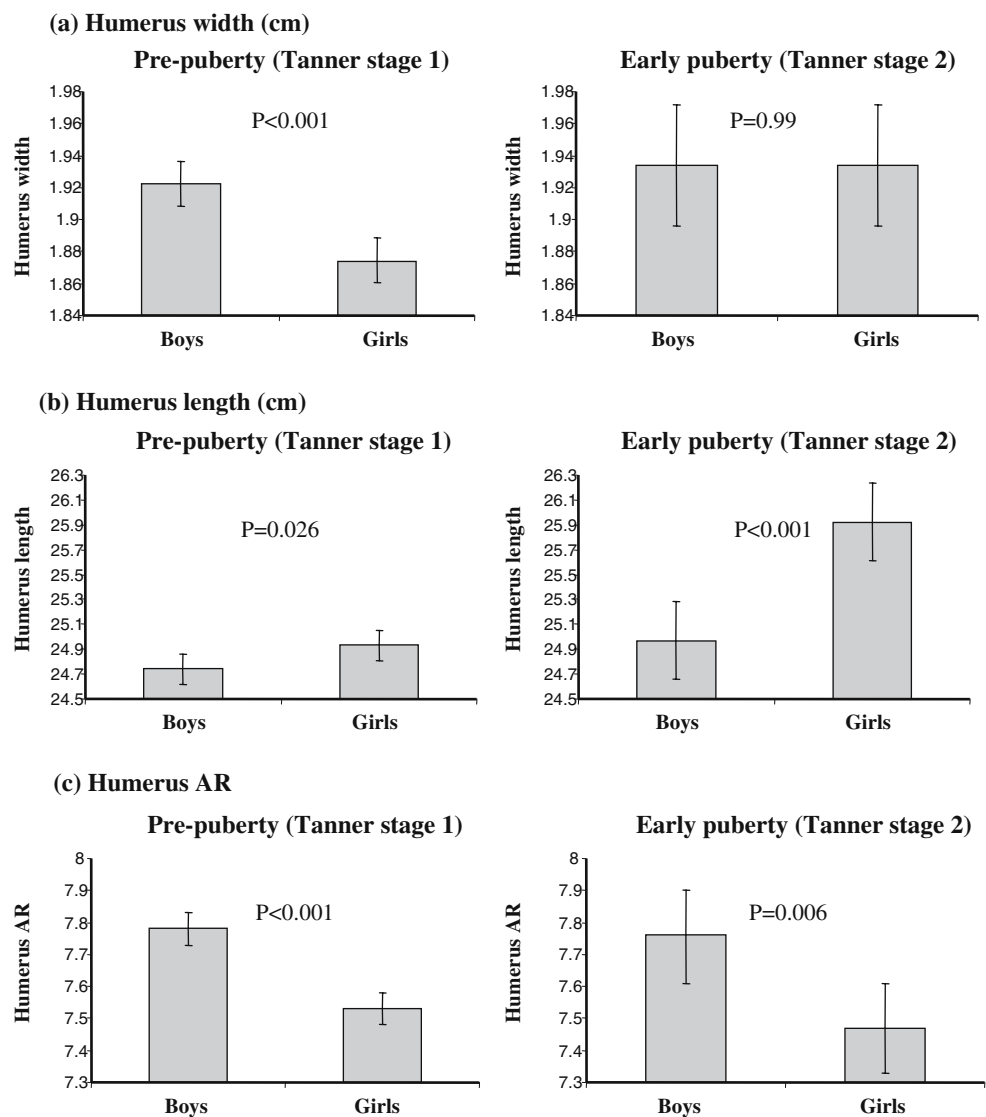 (a) Humerus width (cm)
Pre-puberty (Tanner stage 1)
Humerus width
1.98
1.96
1.94
1.92
1.9
1.88
1.86
1.84
P<0.001
Boys Girls
Early puberty (Tanner stage 2)
Humerus width
1.98
1.96
1.94
1.92
1.9
1.88
1.86
1.84
P=0.99
Boys Girls
(b) Humerus length (cm)
Pre-puberty (Tanner stage 1)
Humerus length
26.3
26.1
25.9
25.7
25.5
25.3
25.1
24.9
24.7
24.5
P=0.026
Boys Girls
Early puberty (Tanner stage 2)
Humerus length
26.3
26.1
25.9
25.7
25.5
25.3
25.1
24.9
24.7
24.5
P<0.001
Boys Girls
(c) Humerus AR
Pre-puberty (Tanner stage 1)
Humerus AR
8
7.9
7.8
7.7
7.6
7.5
7.4
7.3
P<0.001
Boys Girls
Early puberty (Tanner stage 2)
Humerus AR
8
7.9
7.8
7.7
7.6
7.5
7.4
7.3
P=0.006
Boys Girls